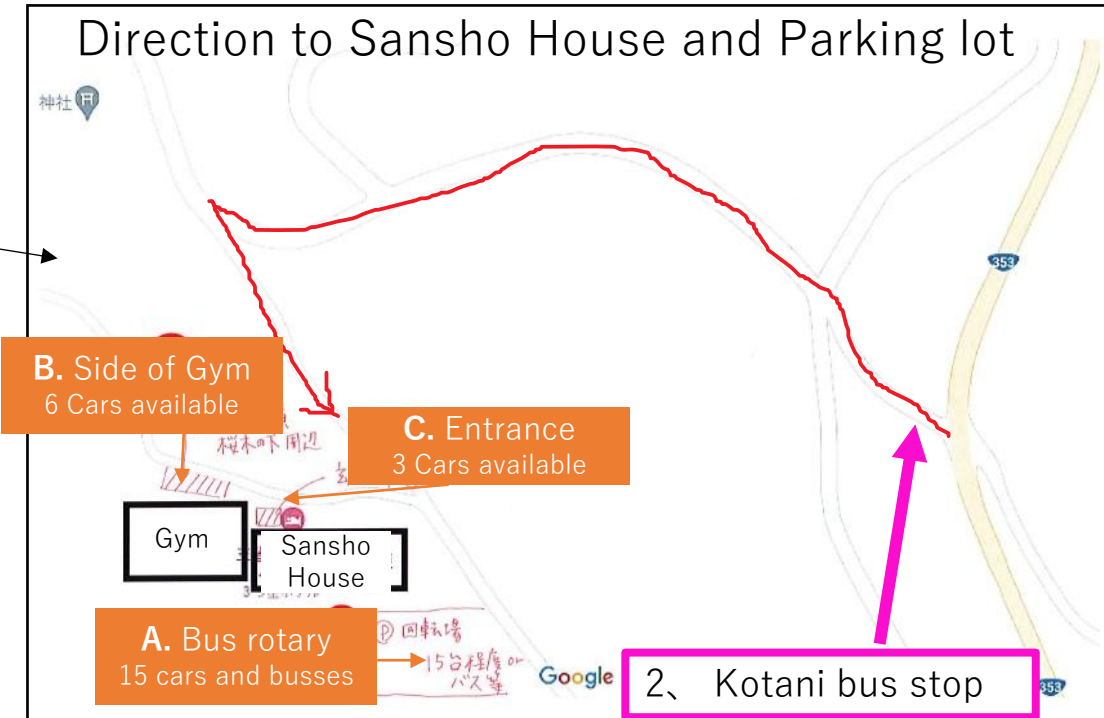 Direction to Sansho House and Parking lot
神社
353
B. Side of Gym
6 Cars available
桜木の下周辺
C. Entrance
3 Cars available
Gym
Sansho
House
A. Bus rotary
15 cars and busses
P 回転場
15台程度or
バス等
Google
2、 Kotani bus stop
353